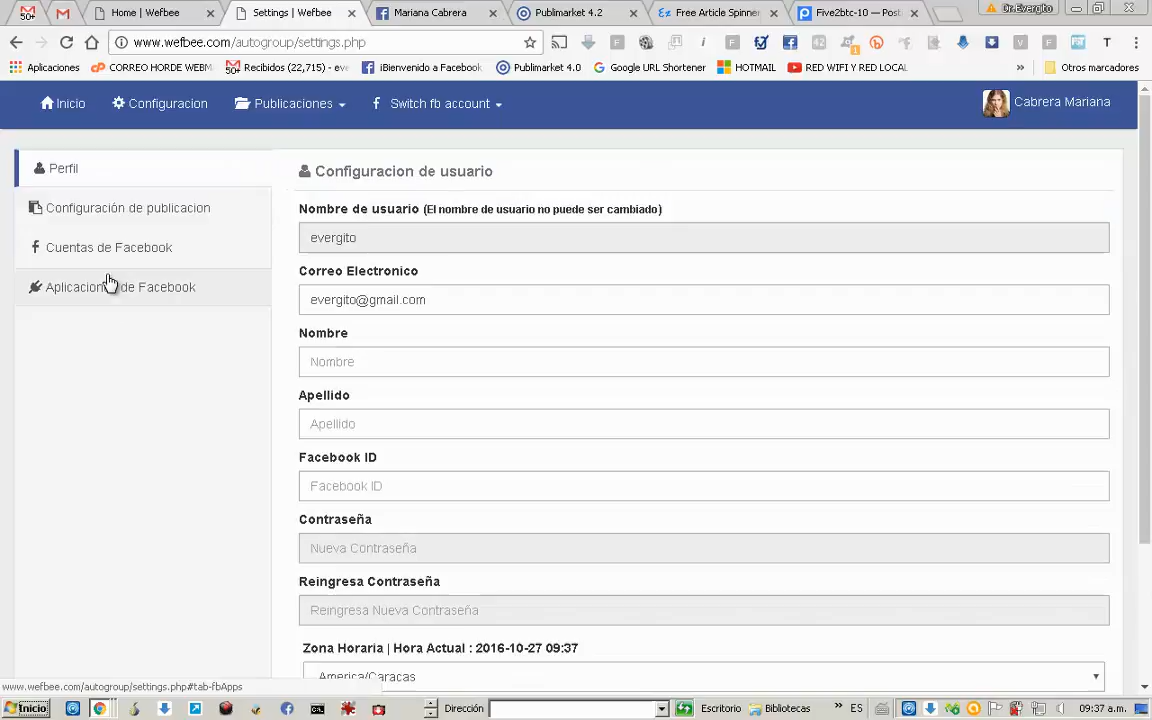 50+
Home | Wefbee
Settings | Wefbee
Mariana Cabrera
Publimarket 4.2
Free Article Spinner
Five2btc-10 — Post
Dr.Evergito
www.wefbee.com/autogroup/settings.php
Aplicaciones
CORREO HORDE WEBM
Recibidos (22,715) - eve
iBienvenido a Facebook
Publimarket 4.0
Google URL Shortener
HOTMAIL
RED WIFI Y RED LOCAL
»
Otros marcadores
Inicio
Configuracion
Publicaciones
Switch fb account
Cabrera Mariana
Perfil
Configuración de publicacion
Cuentas de Facebook
de Facebook
Configuracion de usuario
Nombre de usuario (El nombre de usuario no puede ser cambiado)
evergito
Correo Electronico
evergito@gmail.com
Nombre
Nombre
Apellido
Apellido
Facebook ID
Facebook ID
Contraseña
Nueva Contraseña
Reingresa Contraseña
Reingresa Nueva Contraseña
Zona Horaria | Hora Actual : 2016-10-27 09:37
America/Caracas
www.wefbee.com/autogroup/settings.php#tab-fbApps
Inicio
Dirección
Escritorio
Bibliotecas
»
ES
09:37 a.m.